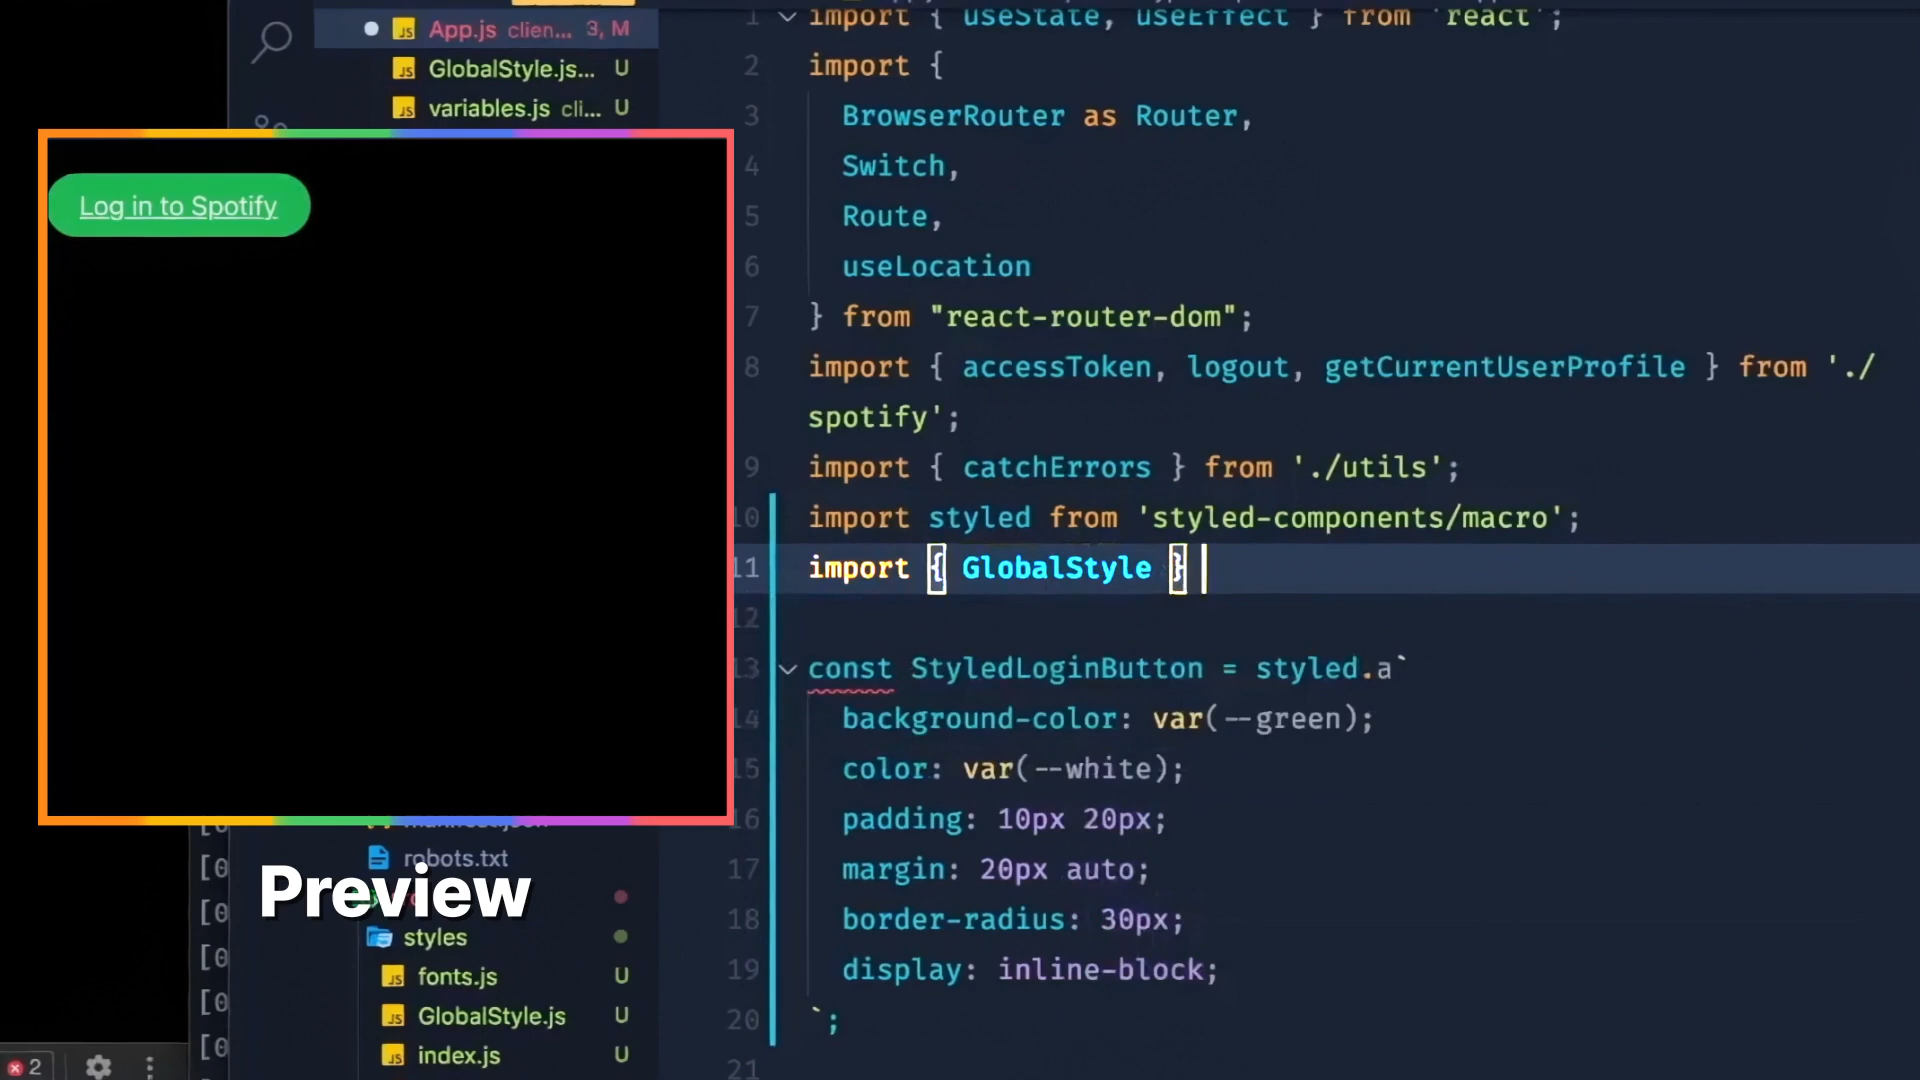 App.js clien... 3, M
GlobalStyle.js... U
variables.js cli... U
Log in to Spotify
robots.txt
Preview
styles
fonts.js U
GlobalStyle.js U
index.js U
2
1 import { useState, useEffect } from 'react';
2 import {
3 BrowserRouter as Router,
4 Switch,
5 Route,
6 useLocation
7 } from "react-router-dom";
8 import { accessToken, logout, getCurrentUserProfile } from './
spotify';
9 import { catchErrors } from './utils';
10 import styled from 'styled-components/macro';
11 import { GlobalStyle }
12
13 const StyledLoginButton = styled.a`
14 background-color: var(--green);
15 color: var(--white);
16 padding: 10px 20px;
17 margin: 20px auto;
18 border-radius: 30px;
19 display: inline-block;
20 `;
21